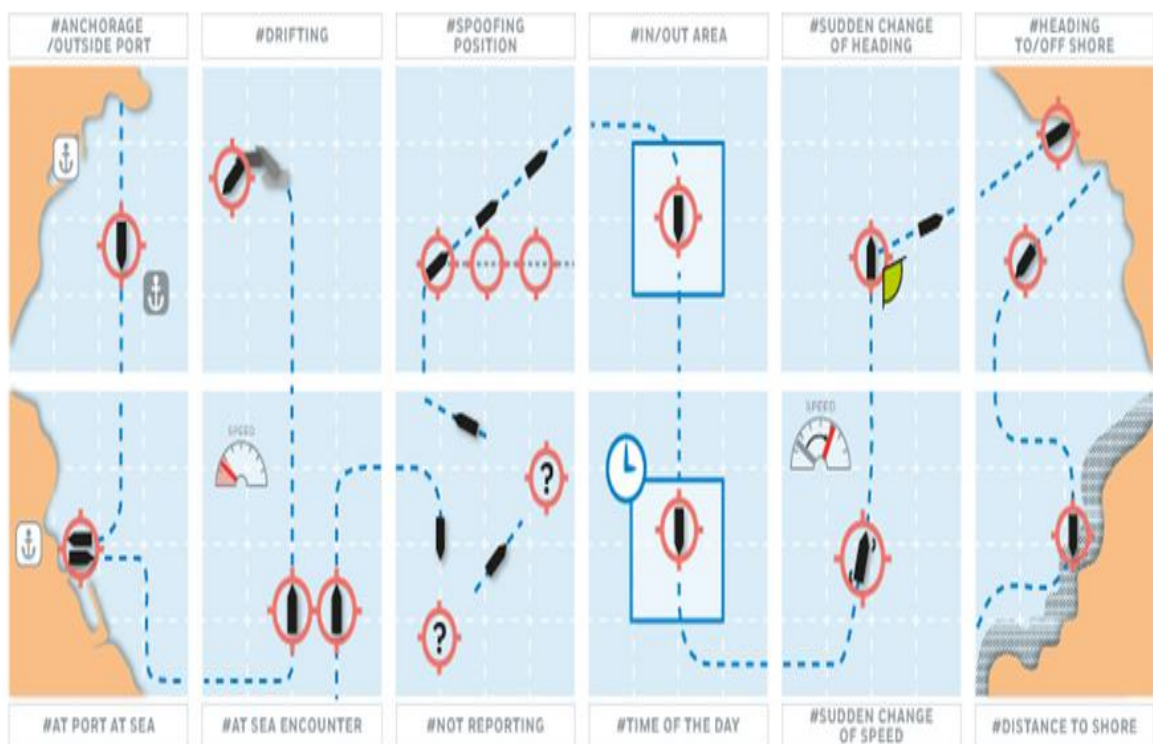 #ANCHORAGE
/OUTSIDE PORT
#DRIFTING
#SPOOFING
POSITION
#IN/OUT AREA
#SUDDEN CHANGE
OF HEADING
#HEADING
TO/OFF SHORE
SPEED
SPEED
?
?
#AT PORT AT SEA
#AT SEA ENCOUNTER
#NOT REPORTING
#TIME OF THE DAY
#SUDDEN CHANGE
OF SPEED
#DISTANCE TO SHORE